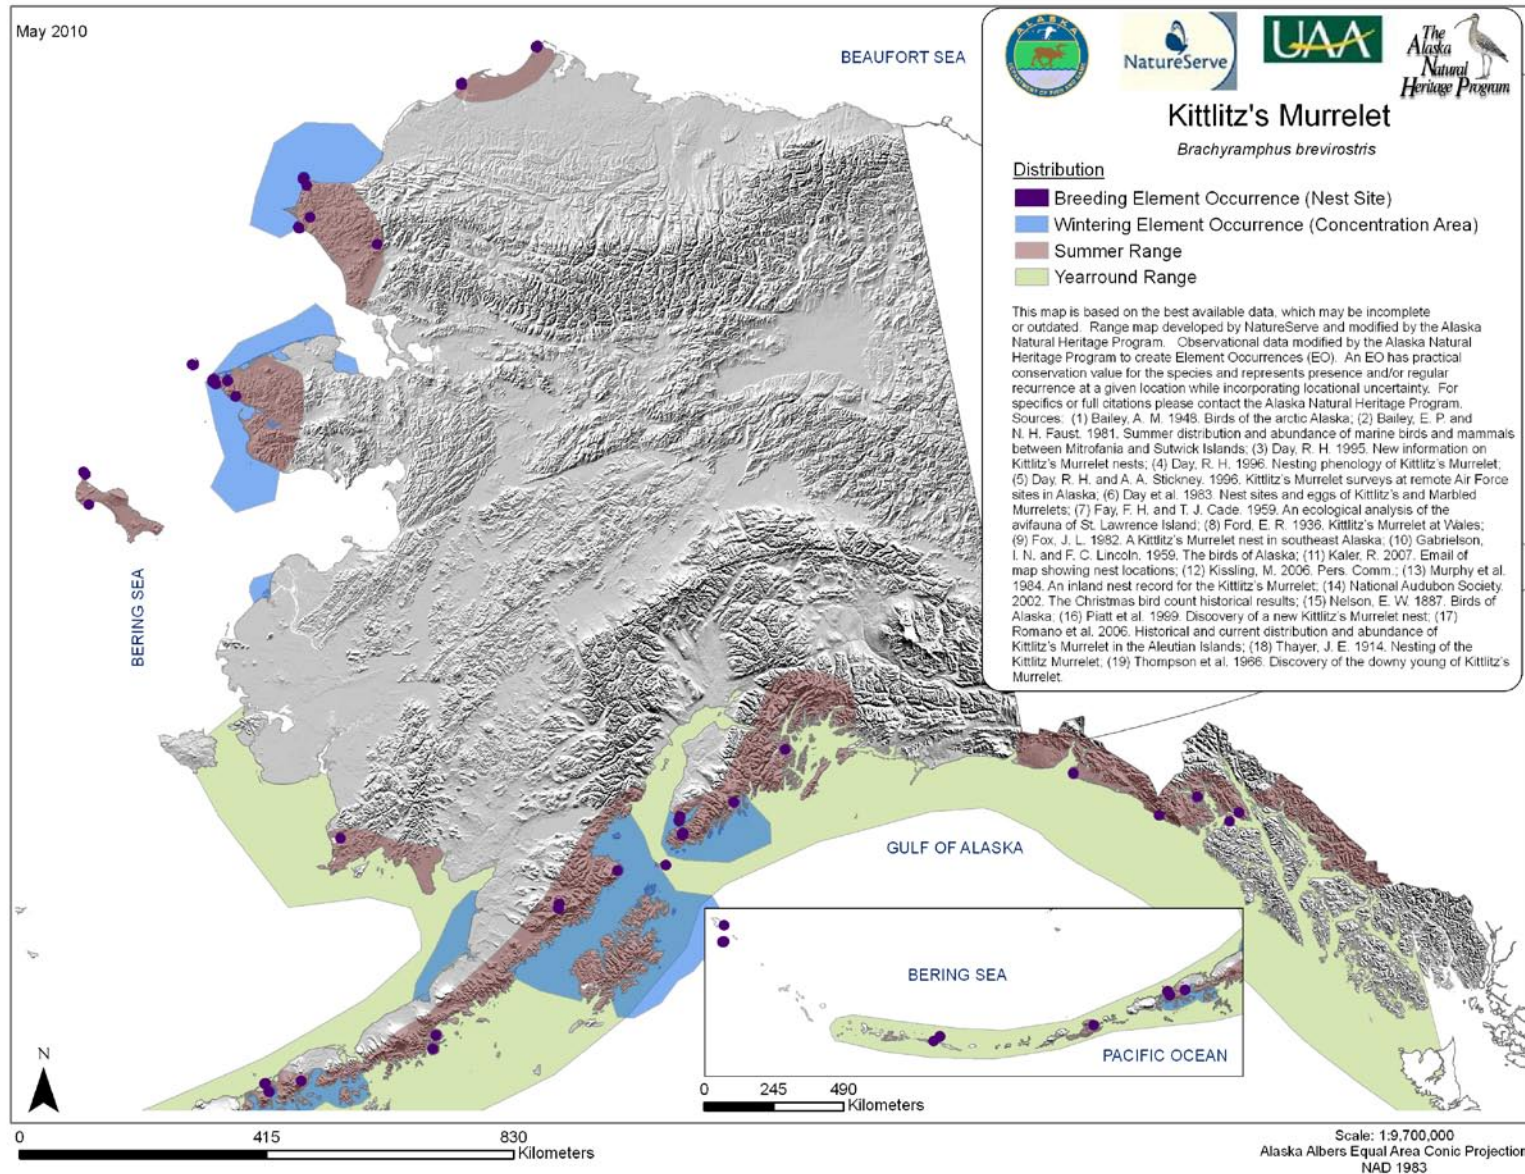 May 2010
BEAUFORT SEA
ALASKA
DEPARTMENT OF FISH AND GAME
NatureServe
UAA
The
Alaska
Natural
Heritage Program
Kittlitz's Murrelet
Brachyramphus brevirostris
Distribution
Breeding Element Occurrence (Nest Site)
Wintering Element Occurrence (Concentration Area)
Summer Range
Yearround Range
This map is based on the best available data, which may be incomplete
or outdated. Range map developed by NatureServe and modified by the Alaska
Natural Heritage Program. Observational data modified by the Alaska Natural
Heritage Program to create Element Occurrences (EO). An EO has practical
conservation value for the species and represents presence and/or regular
recurrence at a given location while incorporating locational uncertainty. For
specifics or full citations please contact the Alaska Natural Heritage Program.
Sources: (1) Bailey, A. M. 1948. Birds of the arctic Alaska; (2) Bailey, E. P. and
N. H. Faust. 1981. Summer distribution and abundance of marine birds and mammals
between Mitrofania and Sutwick Islands; (3) Day, R. H. 1995. New information on
Kittlitz's Murrelet nests; (4) Day, R. H. 1996. Nesting phenology of Kittlitz's Murrelet;
(5) Day, R. H. and A. A. Stickney. 1996. Kittlitz's Murrelet surveys at remote Air Force
sites in Alaska; (6) Day et al. 1983. Nest sites and eggs of Kittlitz's and Marbled
Murrelets; (7) Fay, F. H. and T. J. Cade. 1959. An ecological analysis of the
avifauna of St. Lawrence Island; (8) Ford, E. R. 1936. Kittlitz's Murrelet at Wales;
(9) Fox, J. L. 1982. A Kittlitz's Murrelet nest in southeast Alaska; (10) Gabrielson,
I. N. and F. C. Lincoln. 1959. The birds of Alaska; (11) Kaler, R. 2007. Email of
map showing nest locations; (12) Kissling, M. 2006. Pers. Comm.; (13) Murphy et al.
1984. An inland nest record for the Kittlitz's Murrelet; (14) National Audubon Society.
2002. The Christmas bird count historical results; (15) Nelson, E. W. 1887. Birds of
Alaska; (16) Piatt et al. 1999. Discovery of a new Kittlitz's Murrelet nest; (17)
Romano et al. 2006. Historical and current distribution and abundance of
Kittlitz's Murrelet in the Aleutian Islands; (18) Thayer, J. E. 1914. Nesting of the
Kittlitz Murrelet; (19) Thompson et al. 1966. Discovery of the downy young of Kittlitz's
Murrelet.
BERING SEA
GULF OF ALASKA
BERING SEA
PACIFIC OCEAN
N
0 245 490
Kilometers
0 415 830
Kilometers
Scale: 1:9,700,000
Alaska Albers Equal Area Conic Projection
NAD 1983